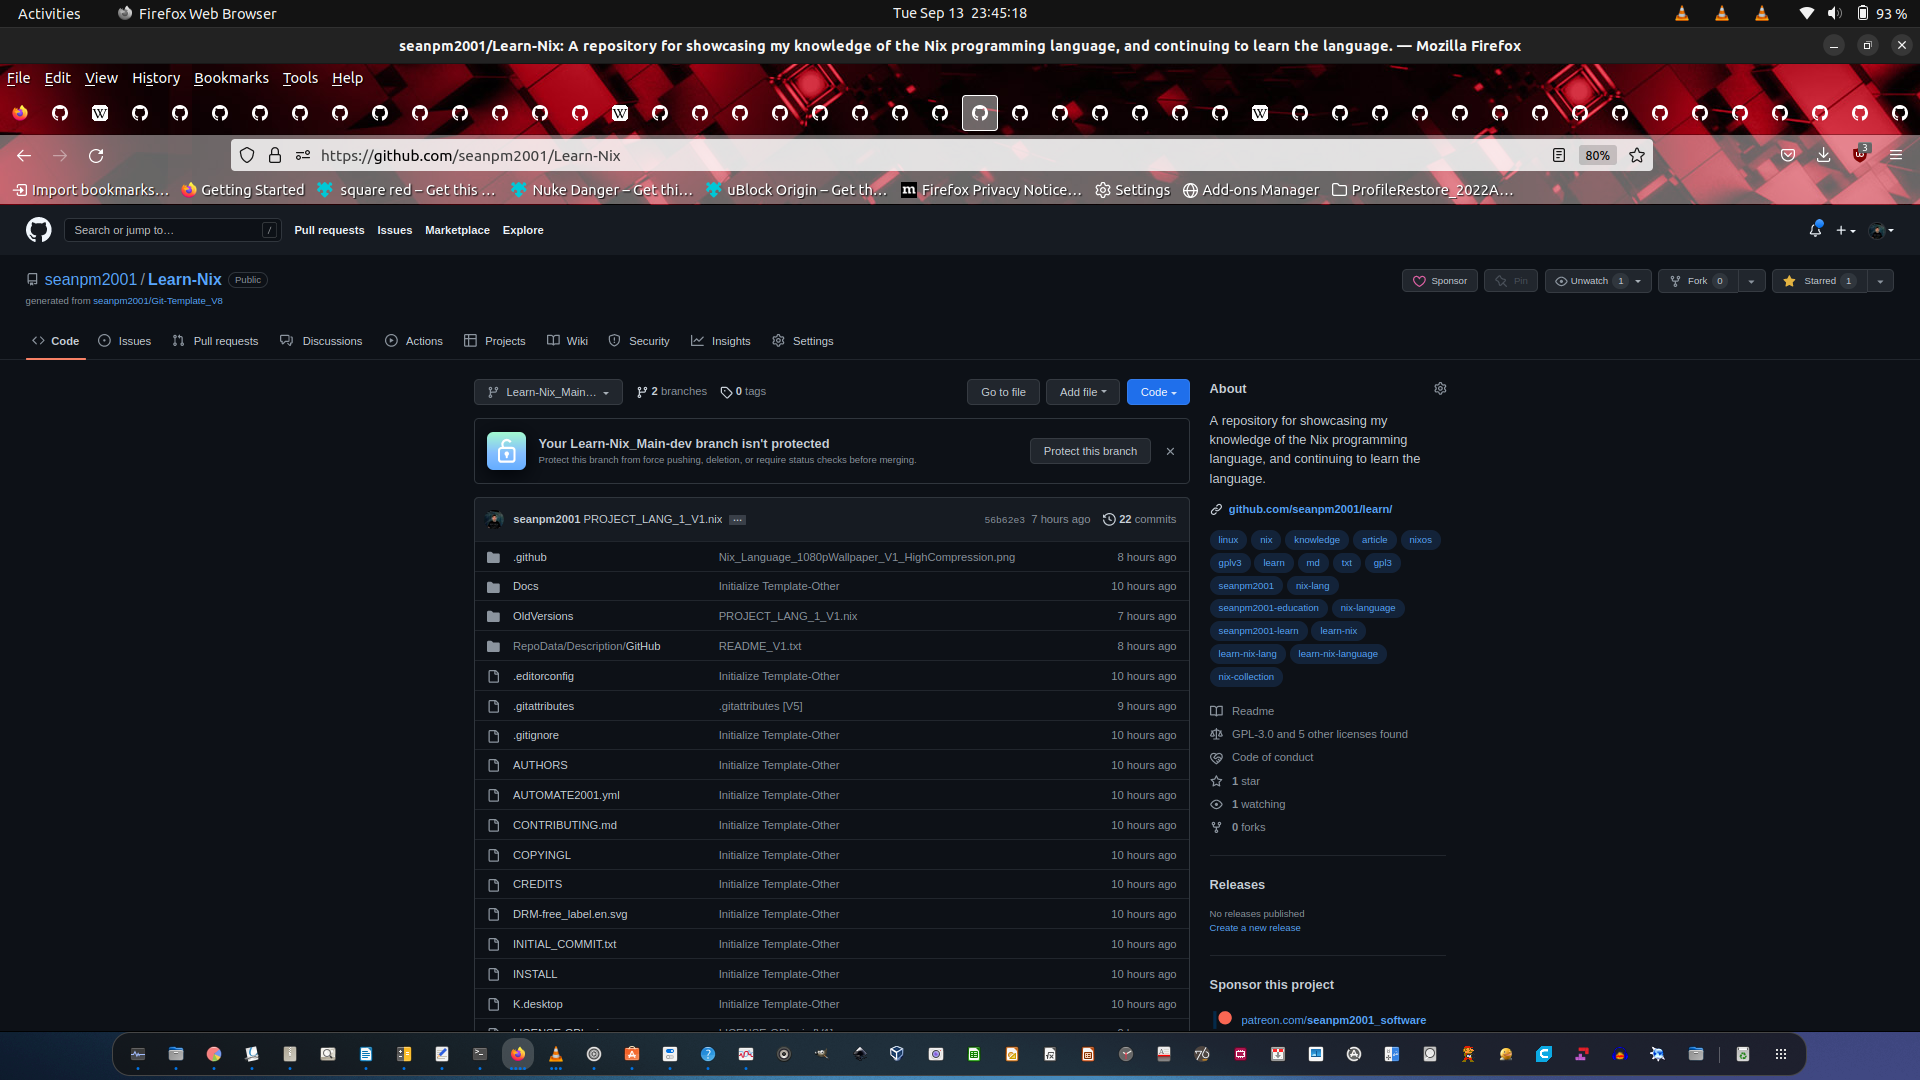 Activities Firefox Web Browser Tue Sep 13 23:45:18 93 %
seanpm2001/Learn-Nix: A repository for showcasing my knowledge of the Nix programming language, and continuing to learn the language. — Mozilla Firefox
File Edit View History Bookmarks Tools Help
https://github.com/seanpm2001/Learn-Nix 80% 3
Import bookmarks… Getting Started square red – Get this … Nuke Danger – Get thi… uBlock Origin – Get th… Firefox Privacy Notice… Settings Add-ons Manager ProfileRestore_2022A…
Search or jump to… / Pull requests Issues Marketplace Explore
seanpm2001 / Learn-Nix Public Sponsor Pin Unwatch 1 Fork 0 Starred 1
generated from seanpm2001/Git-Template_V8
Code Issues Pull requests Discussions Actions Projects Wiki Security Insights Settings
Learn-Nix_Main… 2 branches 0 tags Go to file Add file Code
Your Learn-Nix_Main-dev branch isn't protected
Protect this branch from force pushing, deletion, or require status checks before merging.
Protect this branch
seanpm2001 PROJECT_LANG_1_V1.nix … 56b62e3 7 hours ago 22 commits
.github Nix_Language_1080pWallpaper_V1_HighCompression.png 8 hours ago
Docs Initialize Template-Other 10 hours ago
OldVersions PROJECT_LANG_1_V1.nix 7 hours ago
RepoData/Description/GitHub README_V1.txt 8 hours ago
.editorconfig Initialize Template-Other 10 hours ago
.gitattributes .gitattributes [V5] 9 hours ago
.gitignore Initialize Template-Other 10 hours ago
AUTHORS Initialize Template-Other 10 hours ago
AUTOMATE2001.yml Initialize Template-Other 10 hours ago
CONTRIBUTING.md Initialize Template-Other 10 hours ago
COPYINGL Initialize Template-Other 10 hours ago
CREDITS Initialize Template-Other 10 hours ago
DRM-free_label.en.svg Initialize Template-Other 10 hours ago
INITIAL_COMMIT.txt Initialize Template-Other 10 hours ago
INSTALL Initialize Template-Other 10 hours ago
K.desktop Initialize Template-Other 10 hours ago
About
A repository for showcasing my
knowledge of the Nix programming
language, and continuing to learn the
language.
github.com/seanpm2001/learn/
linux nix knowledge article nixos
gplv3 learn md txt gpl3
seanpm2001 nix-lang
seanpm2001-education nix-language
seanpm2001-learn learn-nix
learn-nix-lang learn-nix-language
nix-collection
Readme
GPL-3.0 and 5 other licenses found
Code of conduct
1 star
1 watching
0 forks
Releases
No releases published
Create a new release
Sponsor this project
patreon.com/seanpm2001_software